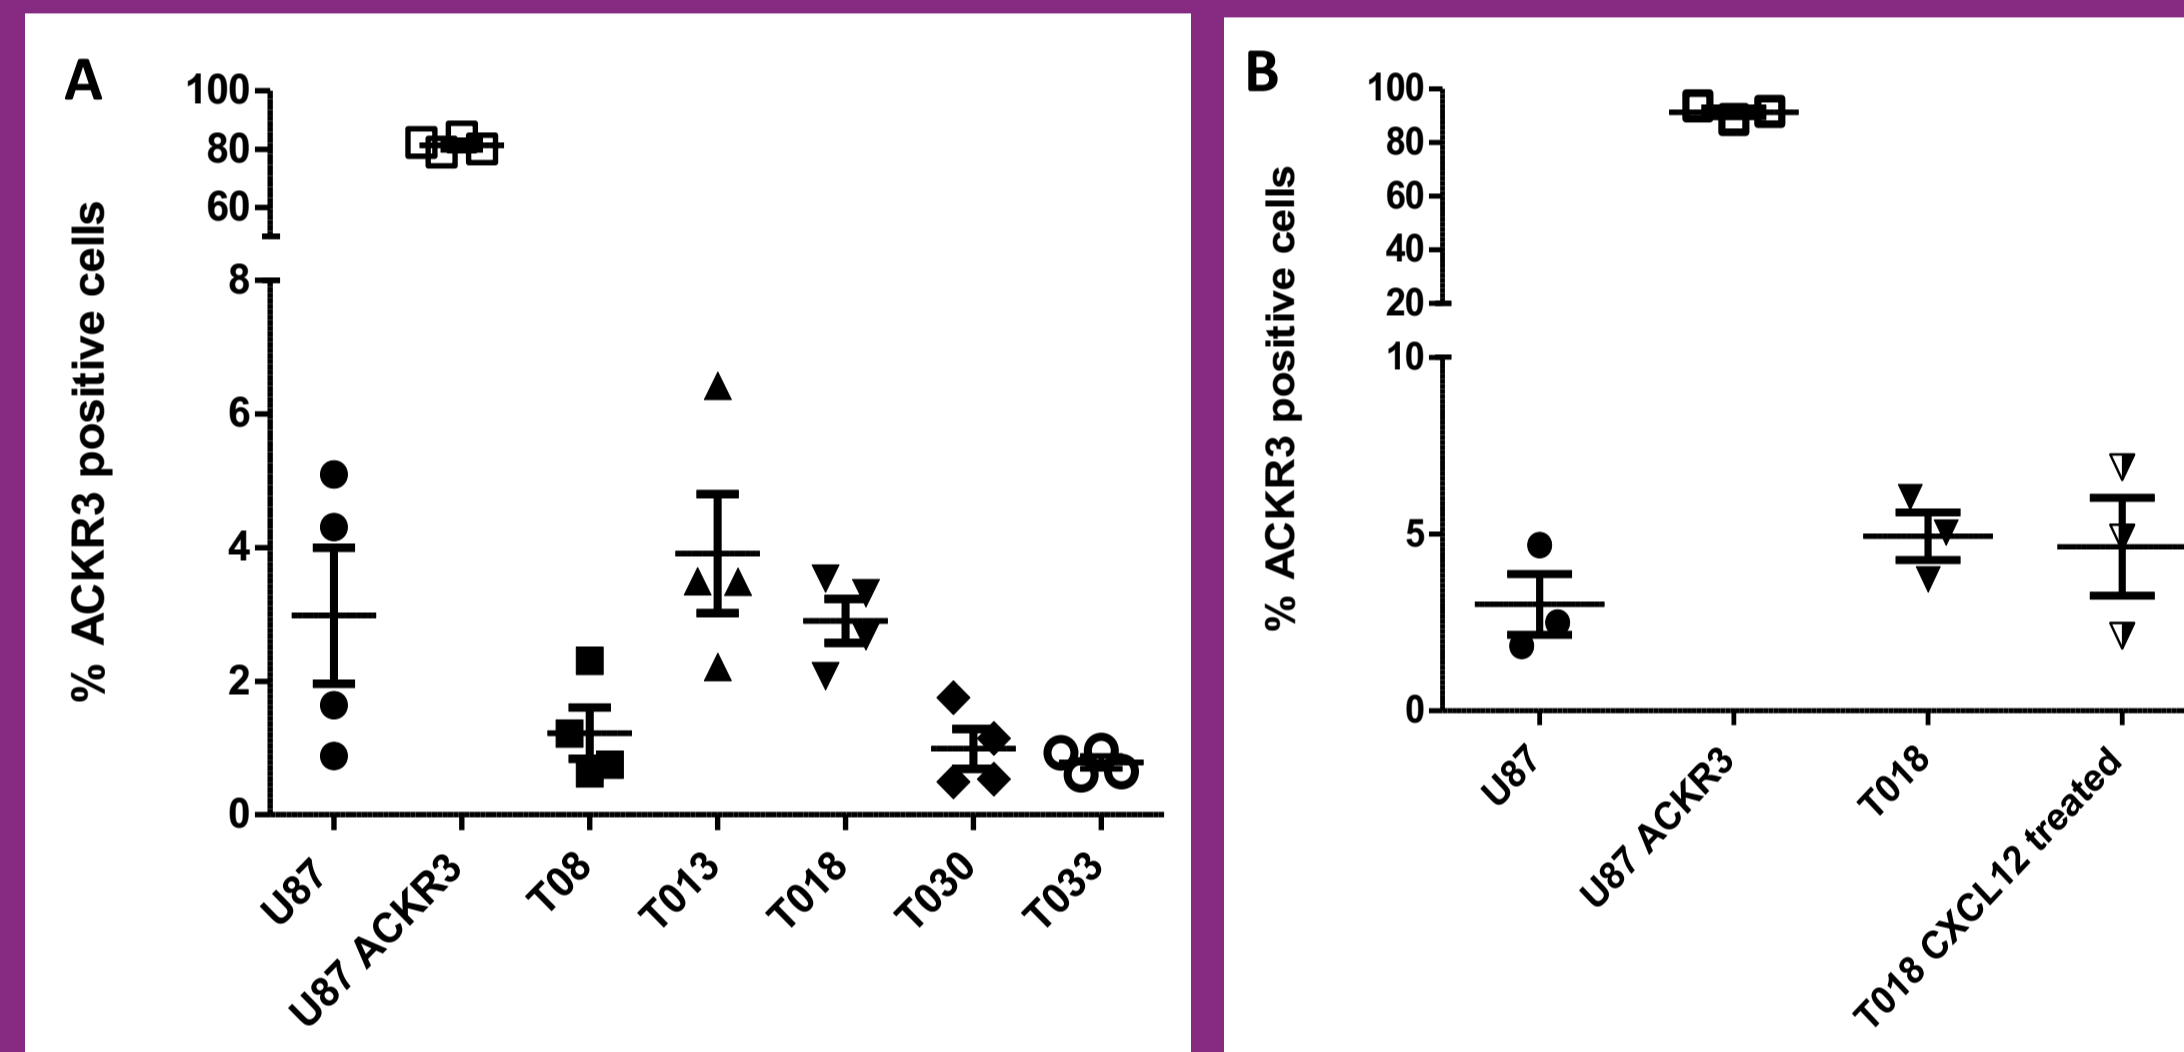 A
% ACKR3 positive cells
100
80
60
8
6
4
2
0
U87
U87 ACKR3
T08
T013
T018
T030
T033
B
% ACKR3 positive cells
100
80
60
40
20
10
5
0
U87
U87 ACKR3
T018
T018 CXCL12 treated